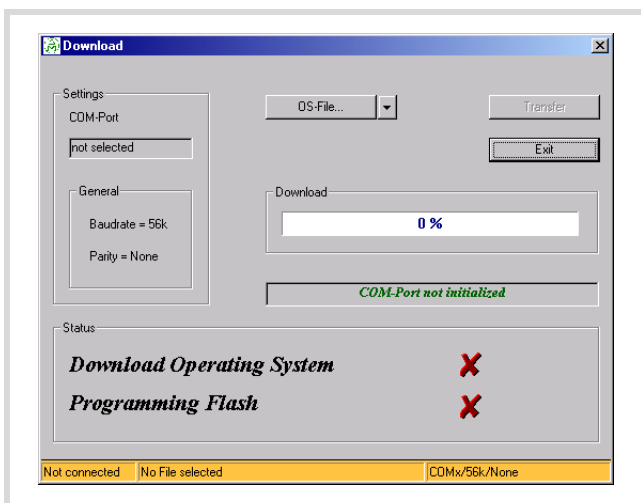 Download
Settings
COM-Port
not selected
General
Baudrate = 56k
Parity = None
OS-File...
Transfer
Exit
Download
0 %
COM-Port not initialized
Status
Download Operating System
Programming Flash
Not connected
No File selected
COMx/56k/None